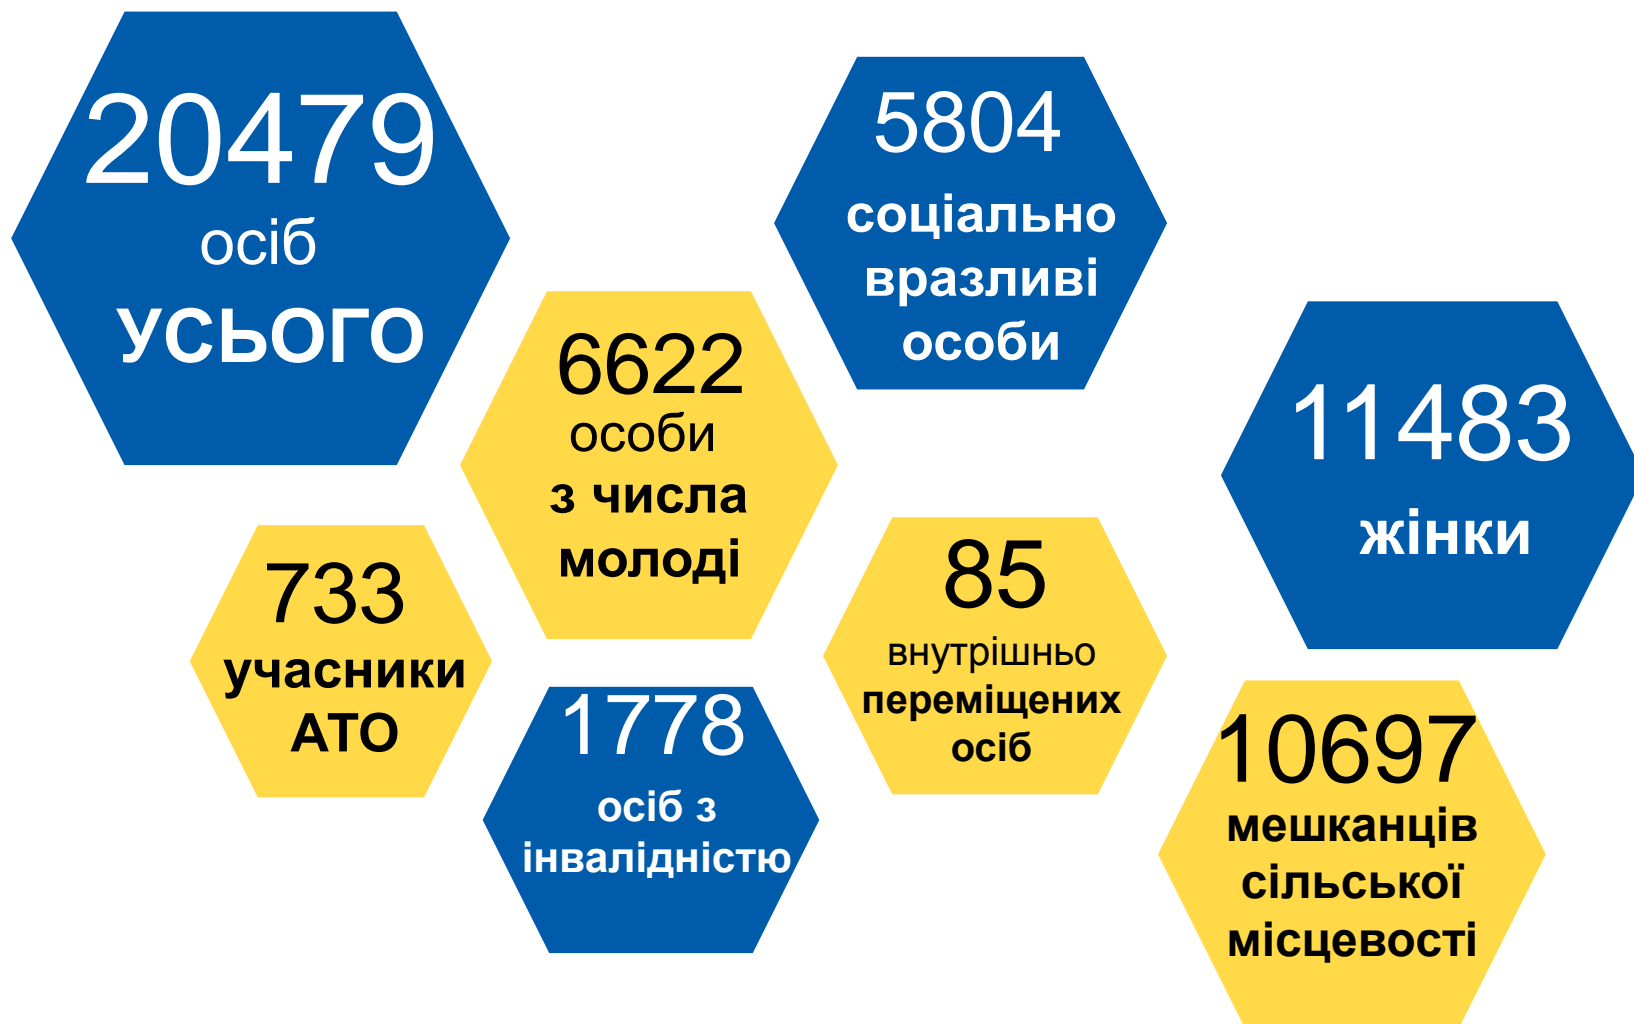 20479
осіб
УСЬОГО
5804
соціально
вразливі
особи
6622
особи
з числа
молоді
11483
жінки
733
учасники
АТО
85
внутрішньо
переміщених
осіб
1778
осіб з
інвалідністю
10697
мешканців
сільської
місцевості